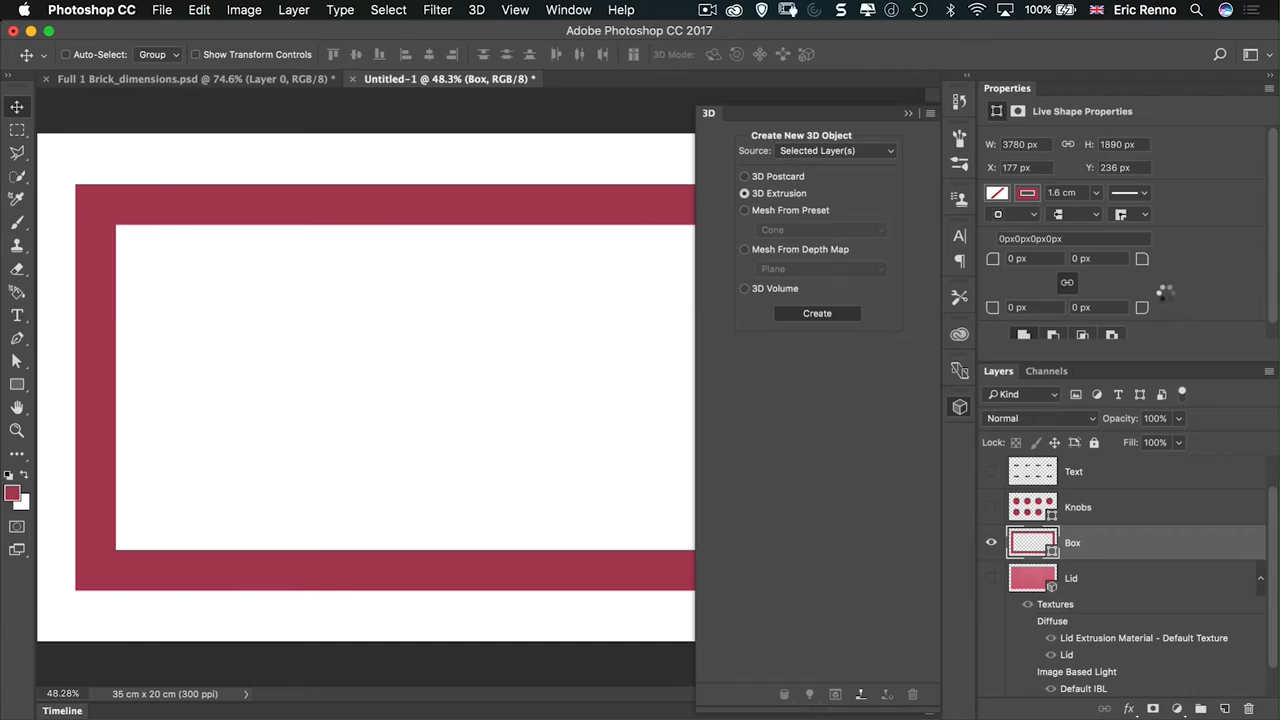 Photoshop CC File Edit Image Layer Type Select Filter 3D View Window Help 100% Eric Renno
Adobe Photoshop CC 2017
Auto-Select: Group Show Transform Controls 3D Mode:
Full 1 Brick_dimensions.psd @ 74.6% (Layer 0, RGB/8) * Untitled-1 @ 48.3% (Box, RGB/8) *
3D
Create New 3D Object
Source: Selected Layer(s)
3D Postcard
3D Extrusion
Mesh From Preset
Cone
Mesh From Depth Map
Plane
3D Volume
Create
Properties
Live Shape Properties
W: 3780 px H: 1890 px
X: 177 px Y: 236 px
1.6 cm
0px0px0px0px
0 px 0 px
0 px 0 px
Layers Channels
Kind
Normal Opacity: 100%
Lock: Fill: 100%
Text
Knobs
Box
Lid
Textures
Diffuse
Lid Extrusion Material - Default Texture
Lid
Image Based Light
Default IBL
48.28% 35 cm x 20 cm (300 ppi)
Timeline